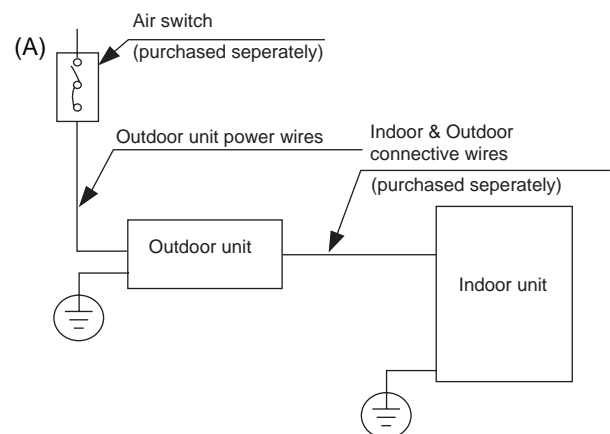 Air switch
(A)
(purchased seperately)
Outdoor unit power wires
Indoor & Outdoor
connective wires
(purchased seperately)
Outdoor unit
Indoor unit